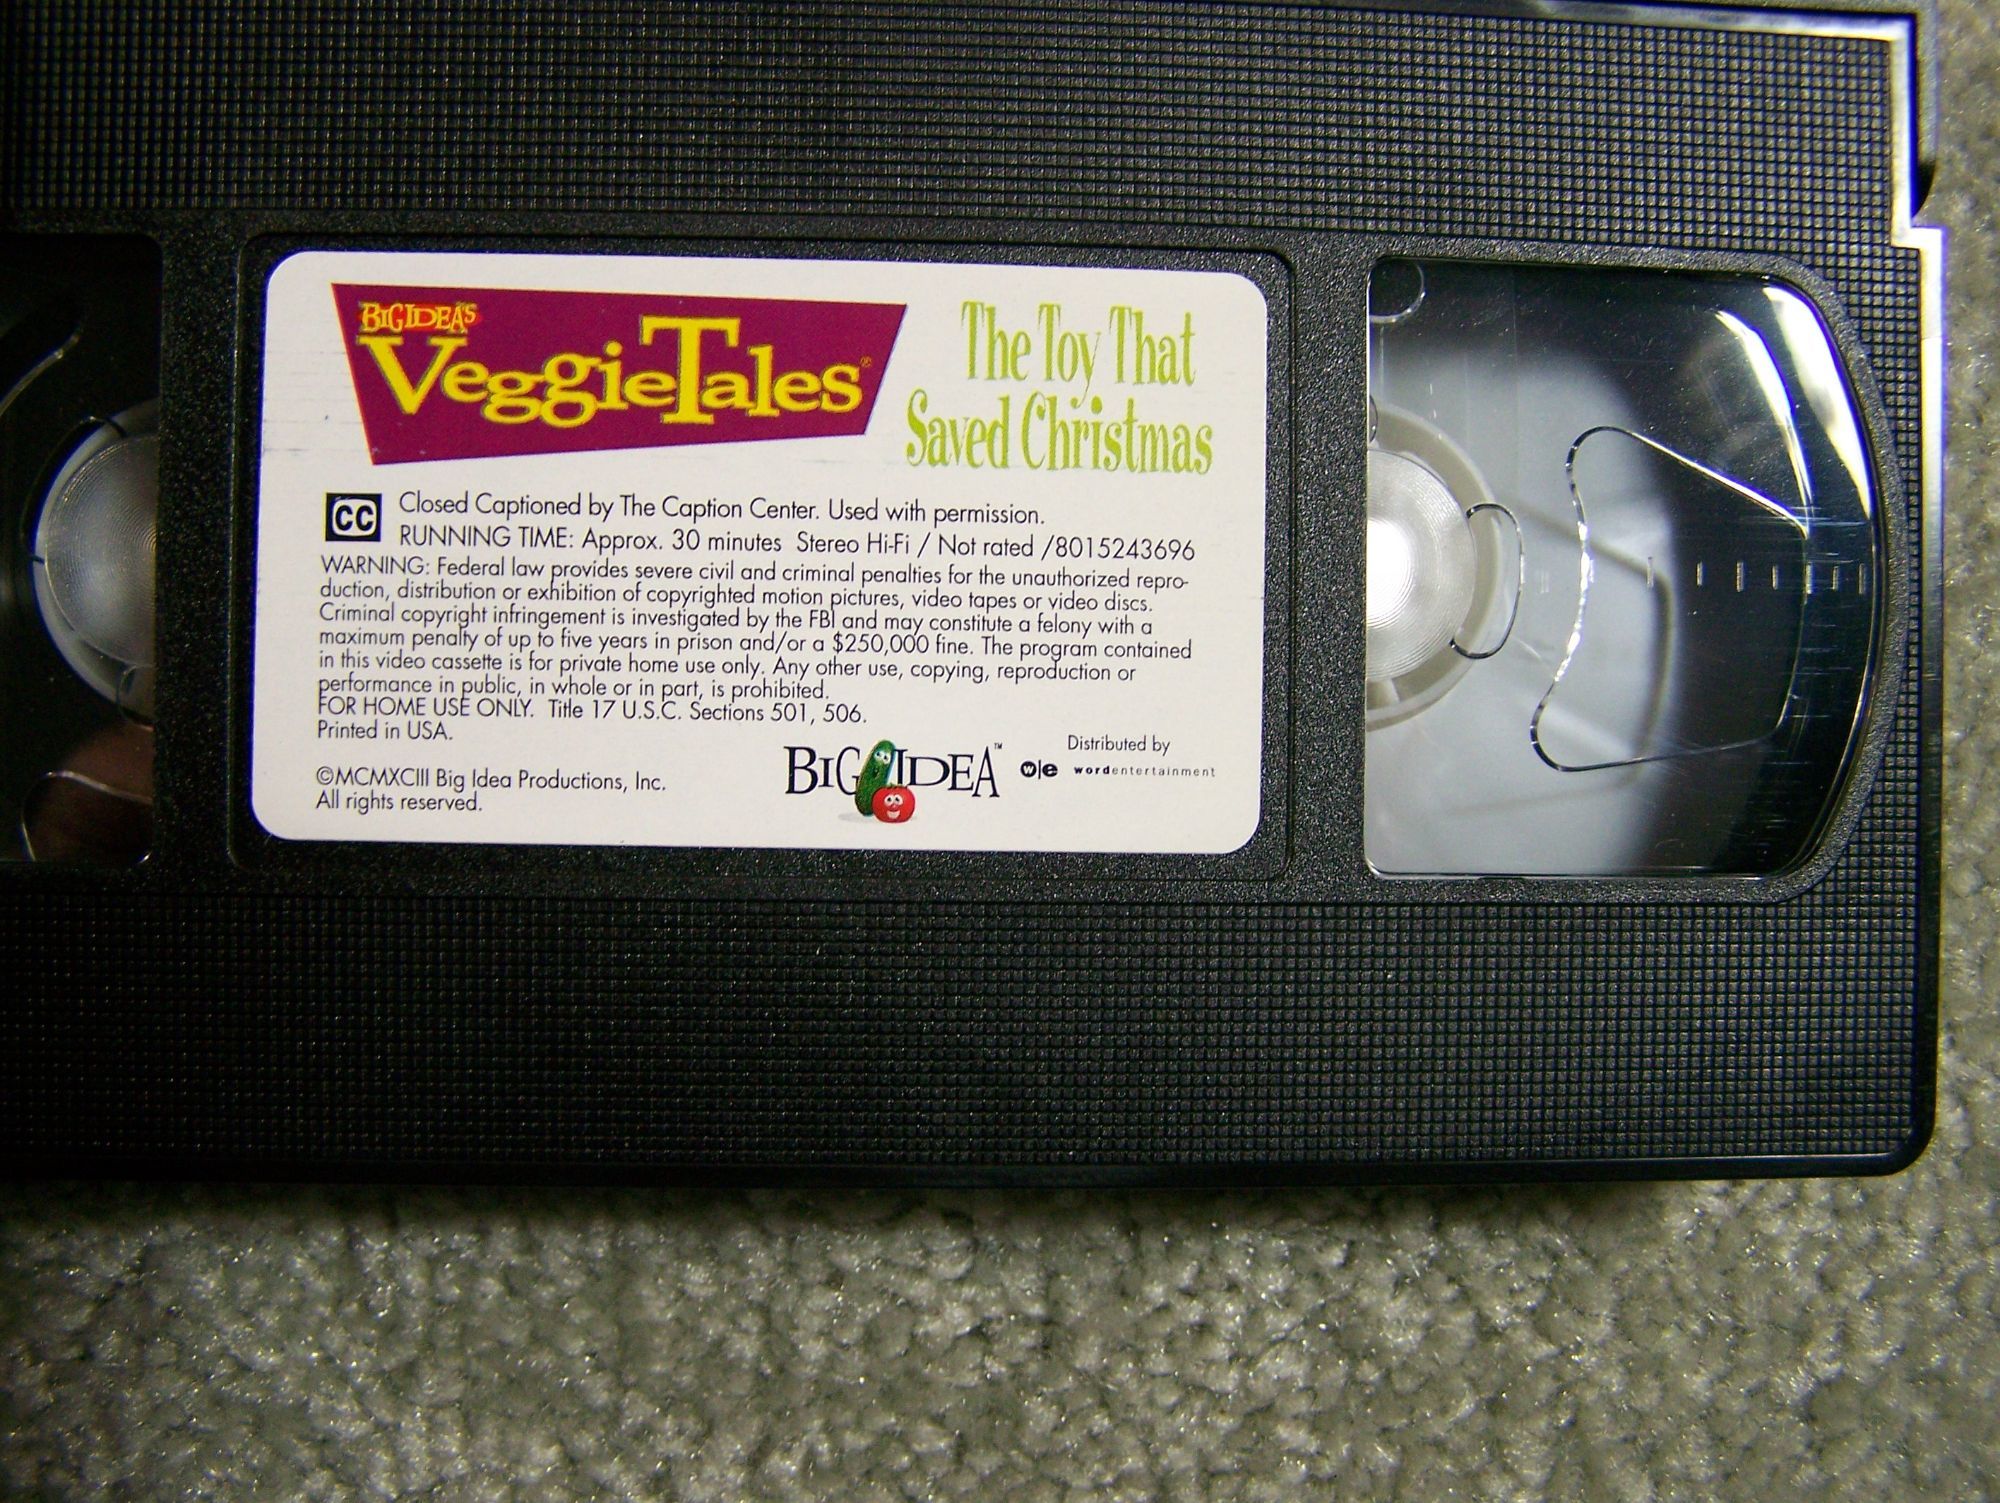 BIG IDEA'S
VeggieTales®
The Toy That
Saved Christmas
CC Closed Captioned by The Caption Center. Used with permission.
RUNNING TIME: Approx. 30 minutes Stereo Hi-Fi / Not rated /8015243696
WARNING: Federal law provides severe civil and criminal penalties for the unauthorized repro-
duction, distribution or exhibition of copyrighted motion pictures, video tapes or video discs.
Criminal copyright infringement is investigated by the FBI and may constitute a felony with a
maximum penalty of up to five years in prison and/or a $250,000 fine. The program contained
in this video cassette is for private home use only. Any other use, copying, reproduction or
performance in public, in whole or in part, is prohibited.
FOR HOME USE ONLY. Title 17 U.S.C. Sections 501, 506.
Printed in USA.
©MCMXCIII Big Idea Productions, Inc.
All rights reserved.
BIG IDEA™
Distributed by
w|e wordentertainment